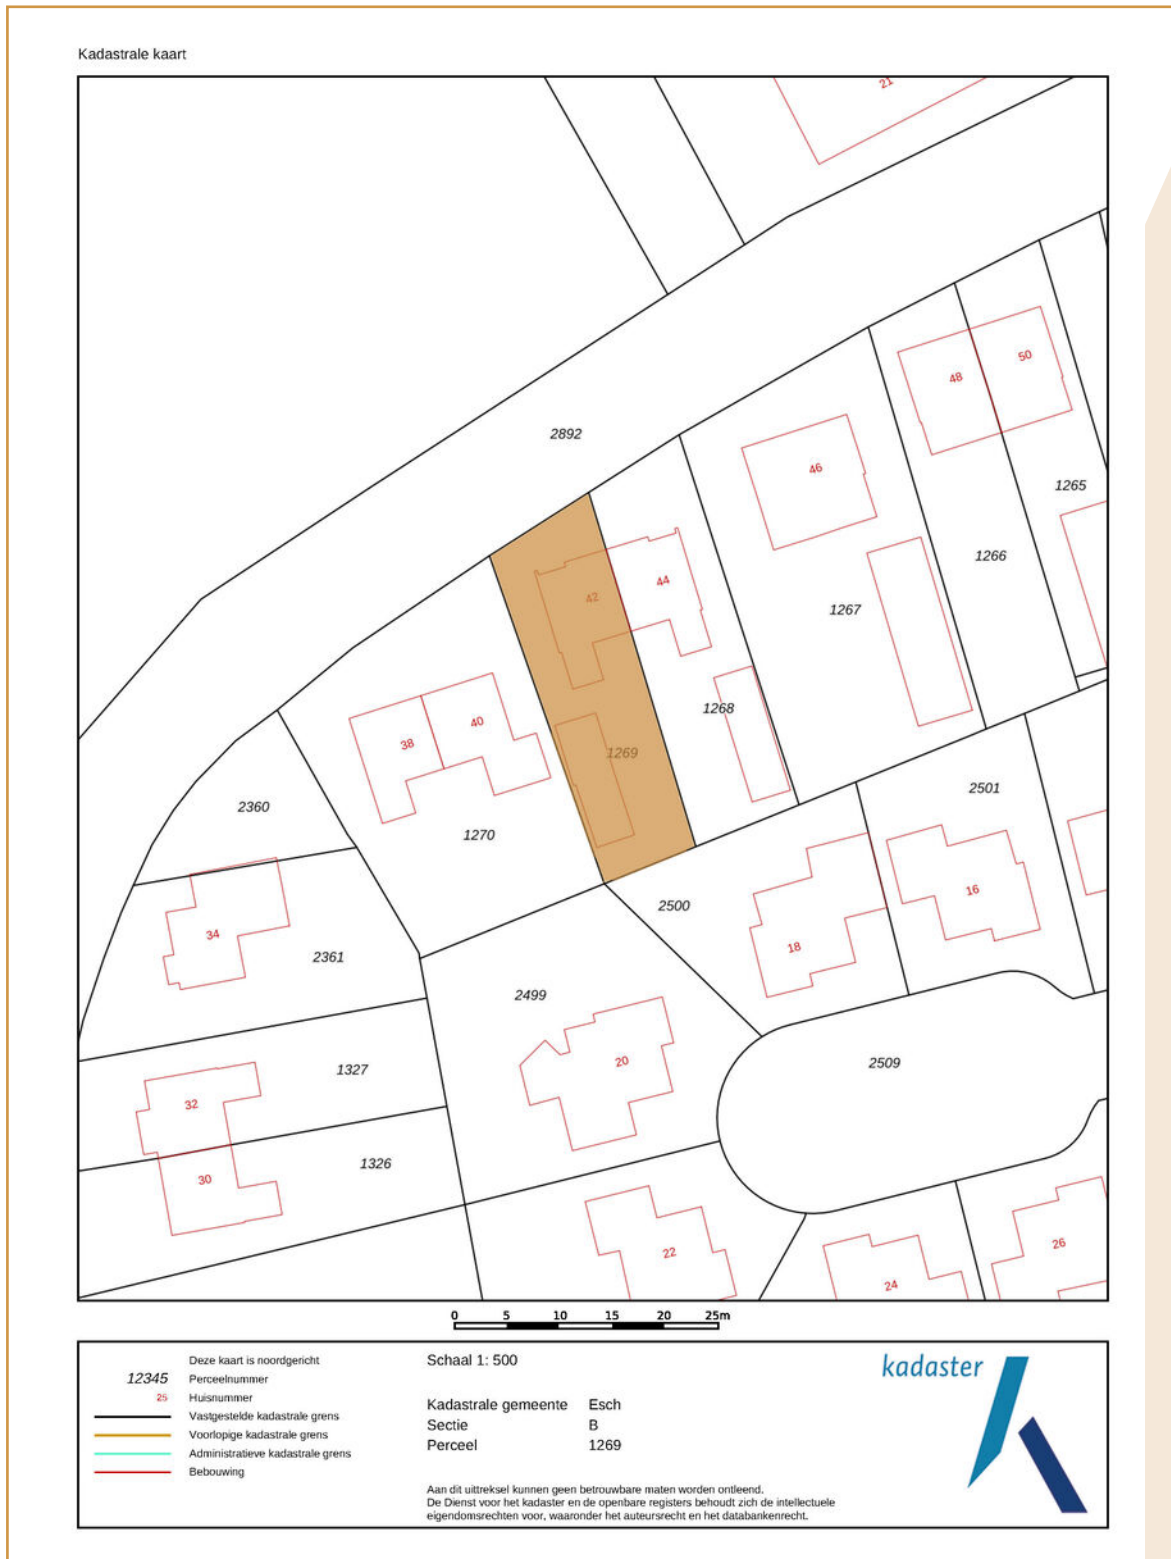 Kadastrale kaart
21
2892
50
48
46
1265
1266
44
42
1267
1268
40
38
1269
2501
2360
1270
16
2500
34
18
2361
2499
20
2509
1327
32
1326
30
26
22
24
0 5 10 15 20 25m
Deze kaart is noordgericht
12345 Perceelnummer
25 Huisnummer
Vastgestelde kadastrale grens
Voorlopige kadastrale grens
Administratieve kadastrale grens
Bebouwing
Schaal 1: 500
Kadastrale gemeente Esch
Sectie B
Perceel 1269
Aan dit uittreksel kunnen geen betrouwbare maten worden ontleend.
De Dienst voor het kadaster en de openbare registers behoudt zich de intellectuele
eigendomsrechten voor, waaronder het auteursrecht en het databankenrecht.
kadaster